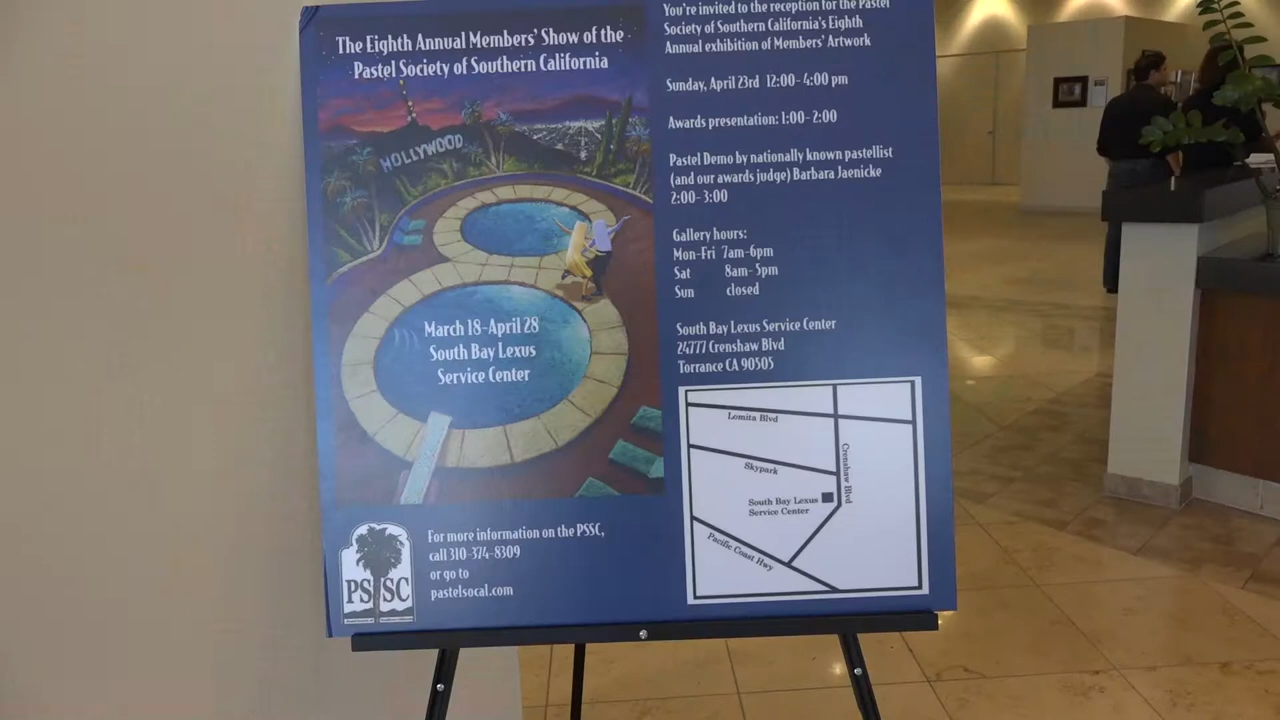 The Eighth Annual Members' Show of the
Pastel Society of Southern California
HOLLYWOOD
March 18-April 28
South Bay Lexus
Service Center
For more information on the PSSC,
call 310-374-8309
or go to
pastelsocal.com
PSSC
You're invited to the reception for the Pastel
Society of Southern California's Eighth
Annual exhibition of Members' Artwork
Sunday, April 23rd 12:00-4:00 pm
Awards presentation: 1:00-2:00
Pastel Demo by nationally known pastellist
(and our awards judge) Barbara Jaenicke
2:00-3:00
Gallery hours:
Mon-Fri 7am-6pm
Sat 8am-5pm
Sun closed
South Bay Lexus Service Center
24777 Crenshaw Blvd
Torrance CA 90505
Lomita Blvd
Crenshaw Blvd
Skypark
South Bay Lexus
Service Center
Pacific Coast Hwy